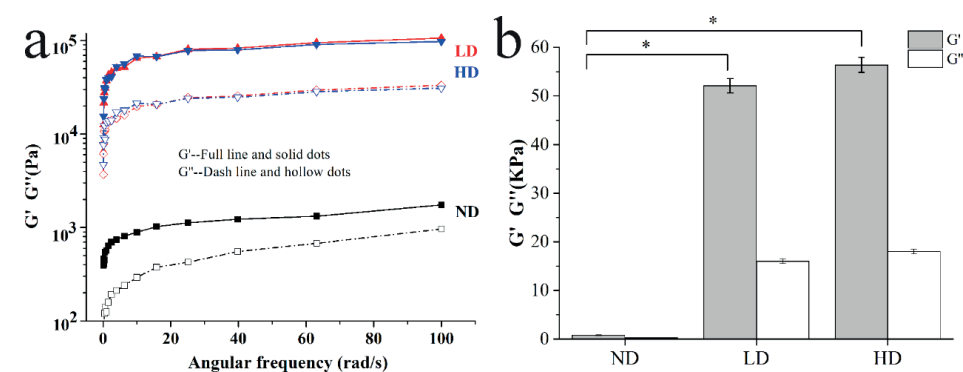 a
G' G''(Pa)
10⁵
10⁴
10³
10²
LD
HD
ND
G'--Full line and solid dots
G''--Dash line and hollow dots
0 20 40 60 80 100
Angular frequency (rad/s)
b
G' G''(KPa)
60
50
40
30
20
10
0
*
*
G'
G''
ND LD HD